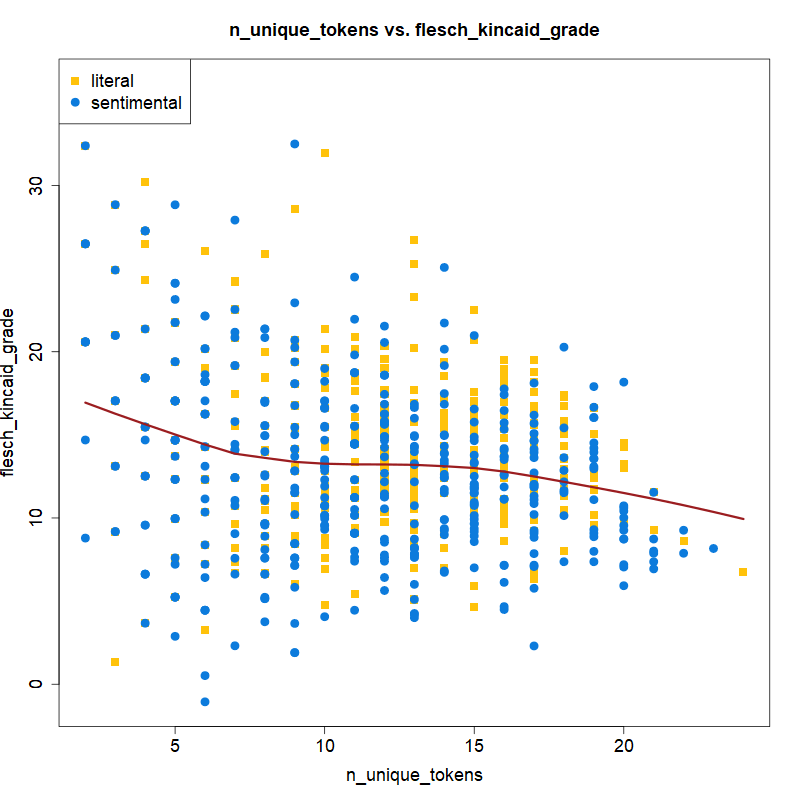 n_unique_tokens vs. flesch_kincaid_grade
literal
sentimental
flesch_kincaid_grade
30
20
10
0
5
10
15
20
n_unique_tokens